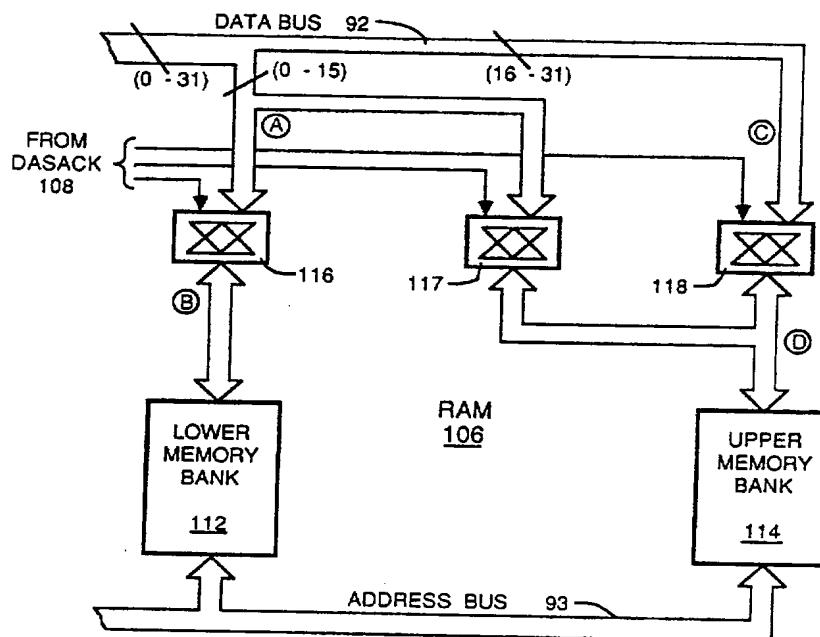 DATA BUS 92
(0 - 31)
(0 - 15)
(16 - 31)
A
C
FROM
DASACK
108
116
117
118
B
D
RAM
106
LOWER
MEMORY
BANK
112
UPPER
MEMORY
BANK
114
ADDRESS BUS 93